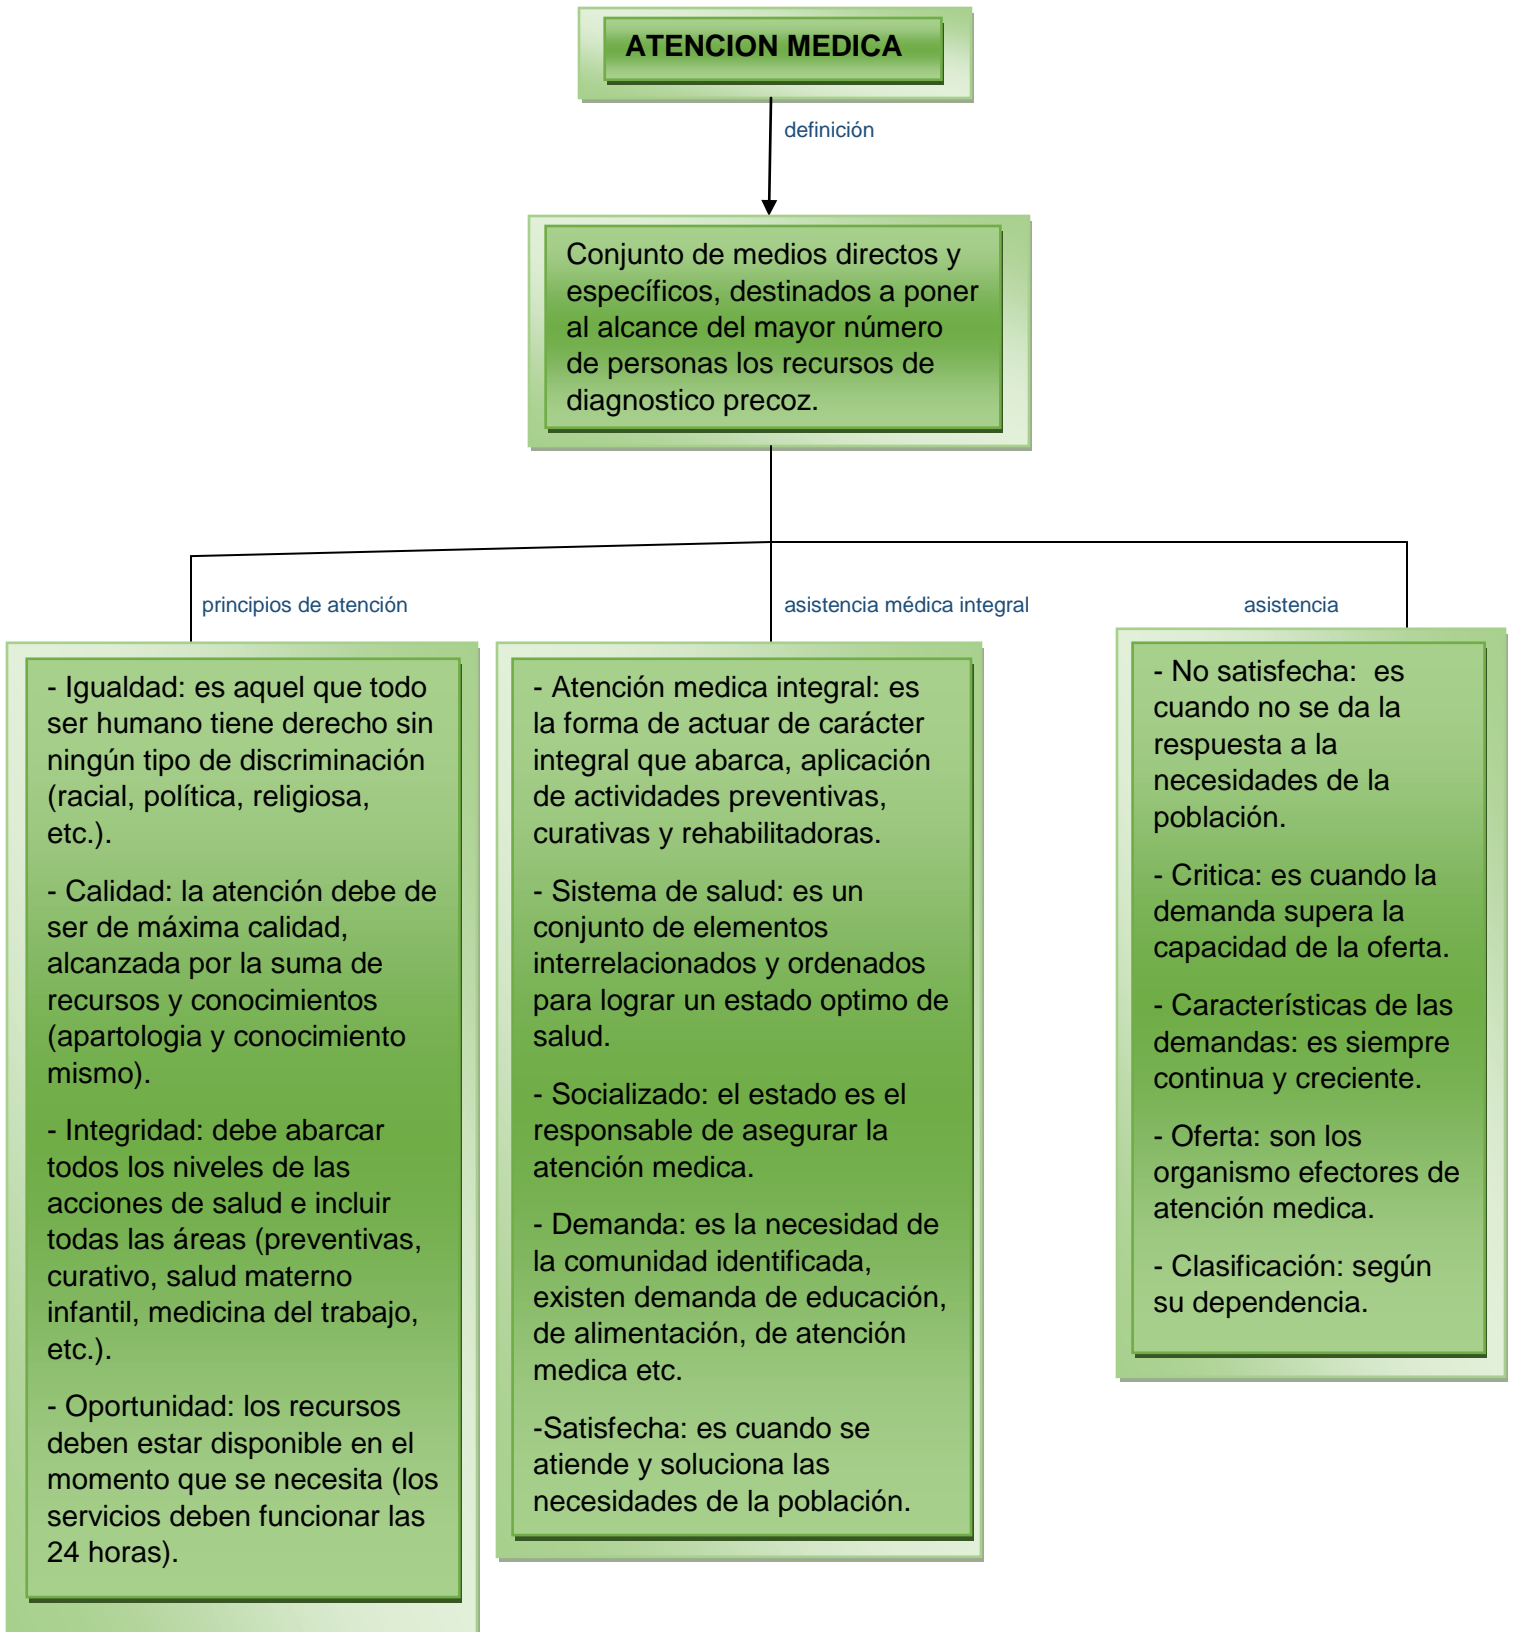 ATENCION MEDICA
definición
Conjunto de medios directos y
específicos, destinados a poner
al alcance del mayor número
de personas los recursos de
diagnostico precoz.
principios de atención
- Igualdad: es aquel que todo
ser humano tiene derecho sin
ningún tipo de discriminación
(racial, política, religiosa,
etc.).
- Calidad: la atención debe de
ser de máxima calidad,
alcanzada por la suma de
recursos y conocimientos
(apartologia y conocimiento
mismo).
- Integridad: debe abarcar
todos los niveles de las
acciones de salud e incluir
todas las áreas (preventivas,
curativo, salud materno
infantil, medicina del trabajo,
etc.).
- Oportunidad: los recursos
deben estar disponible en el
momento que se necesita (los
servicios deben funcionar las
24 horas).
asistencia médica integral
- Atención medica integral: es
la forma de actuar de carácter
integral que abarca, aplicación
de actividades preventivas,
curativas y rehabilitadoras.
- Sistema de salud: es un
conjunto de elementos
interrelacionados y ordenados
para lograr un estado optimo de
salud.
- Socializado: el estado es el
responsable de asegurar la
atención medica.
- Demanda: es la necesidad de
la comunidad identificada,
existen demanda de educación,
de alimentación, de atención
medica etc.
-Satisfecha: es cuando se
atiende y soluciona las
necesidades de la población.
asistencia
- No satisfecha:  es
cuando no se da la
respuesta a la
necesidades de la
población.
- Critica: es cuando la
demanda supera la
capacidad de la oferta.
- Características de las
demandas: es siempre
continua y creciente.
- Oferta: son los
organismo efectores de
atención medica.
- Clasificación: según
su dependencia.